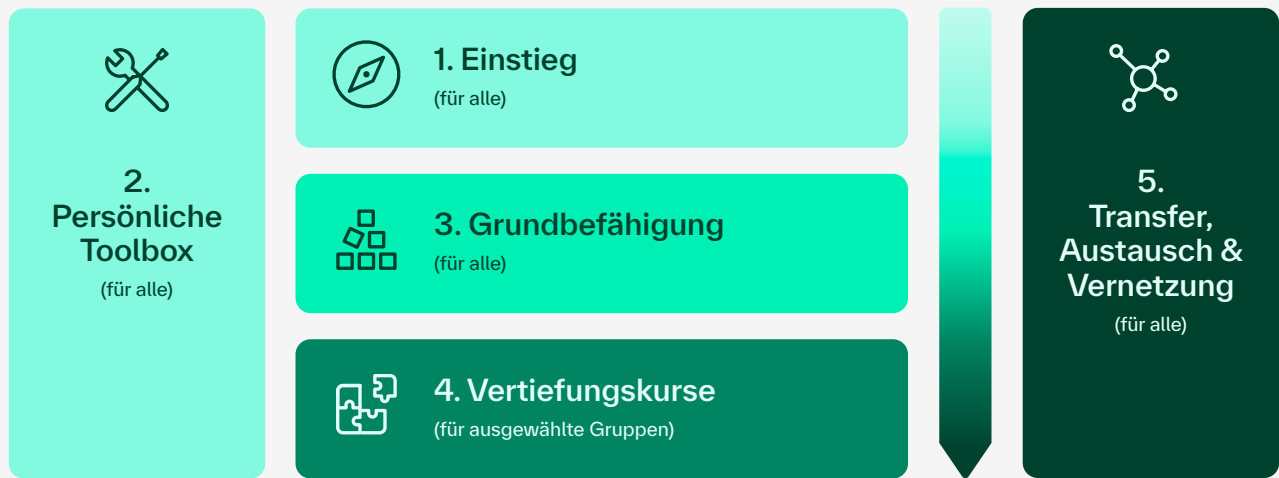 2.
Persönliche
Toolbox
(für alle)
1. Einstieg
(für alle)
3. Grundbefähigung
(für alle)
4. Vertiefungskurse
(für ausgewählte Gruppen)
5.
Transfer,
Austausch &
Vernetzung
(für alle)